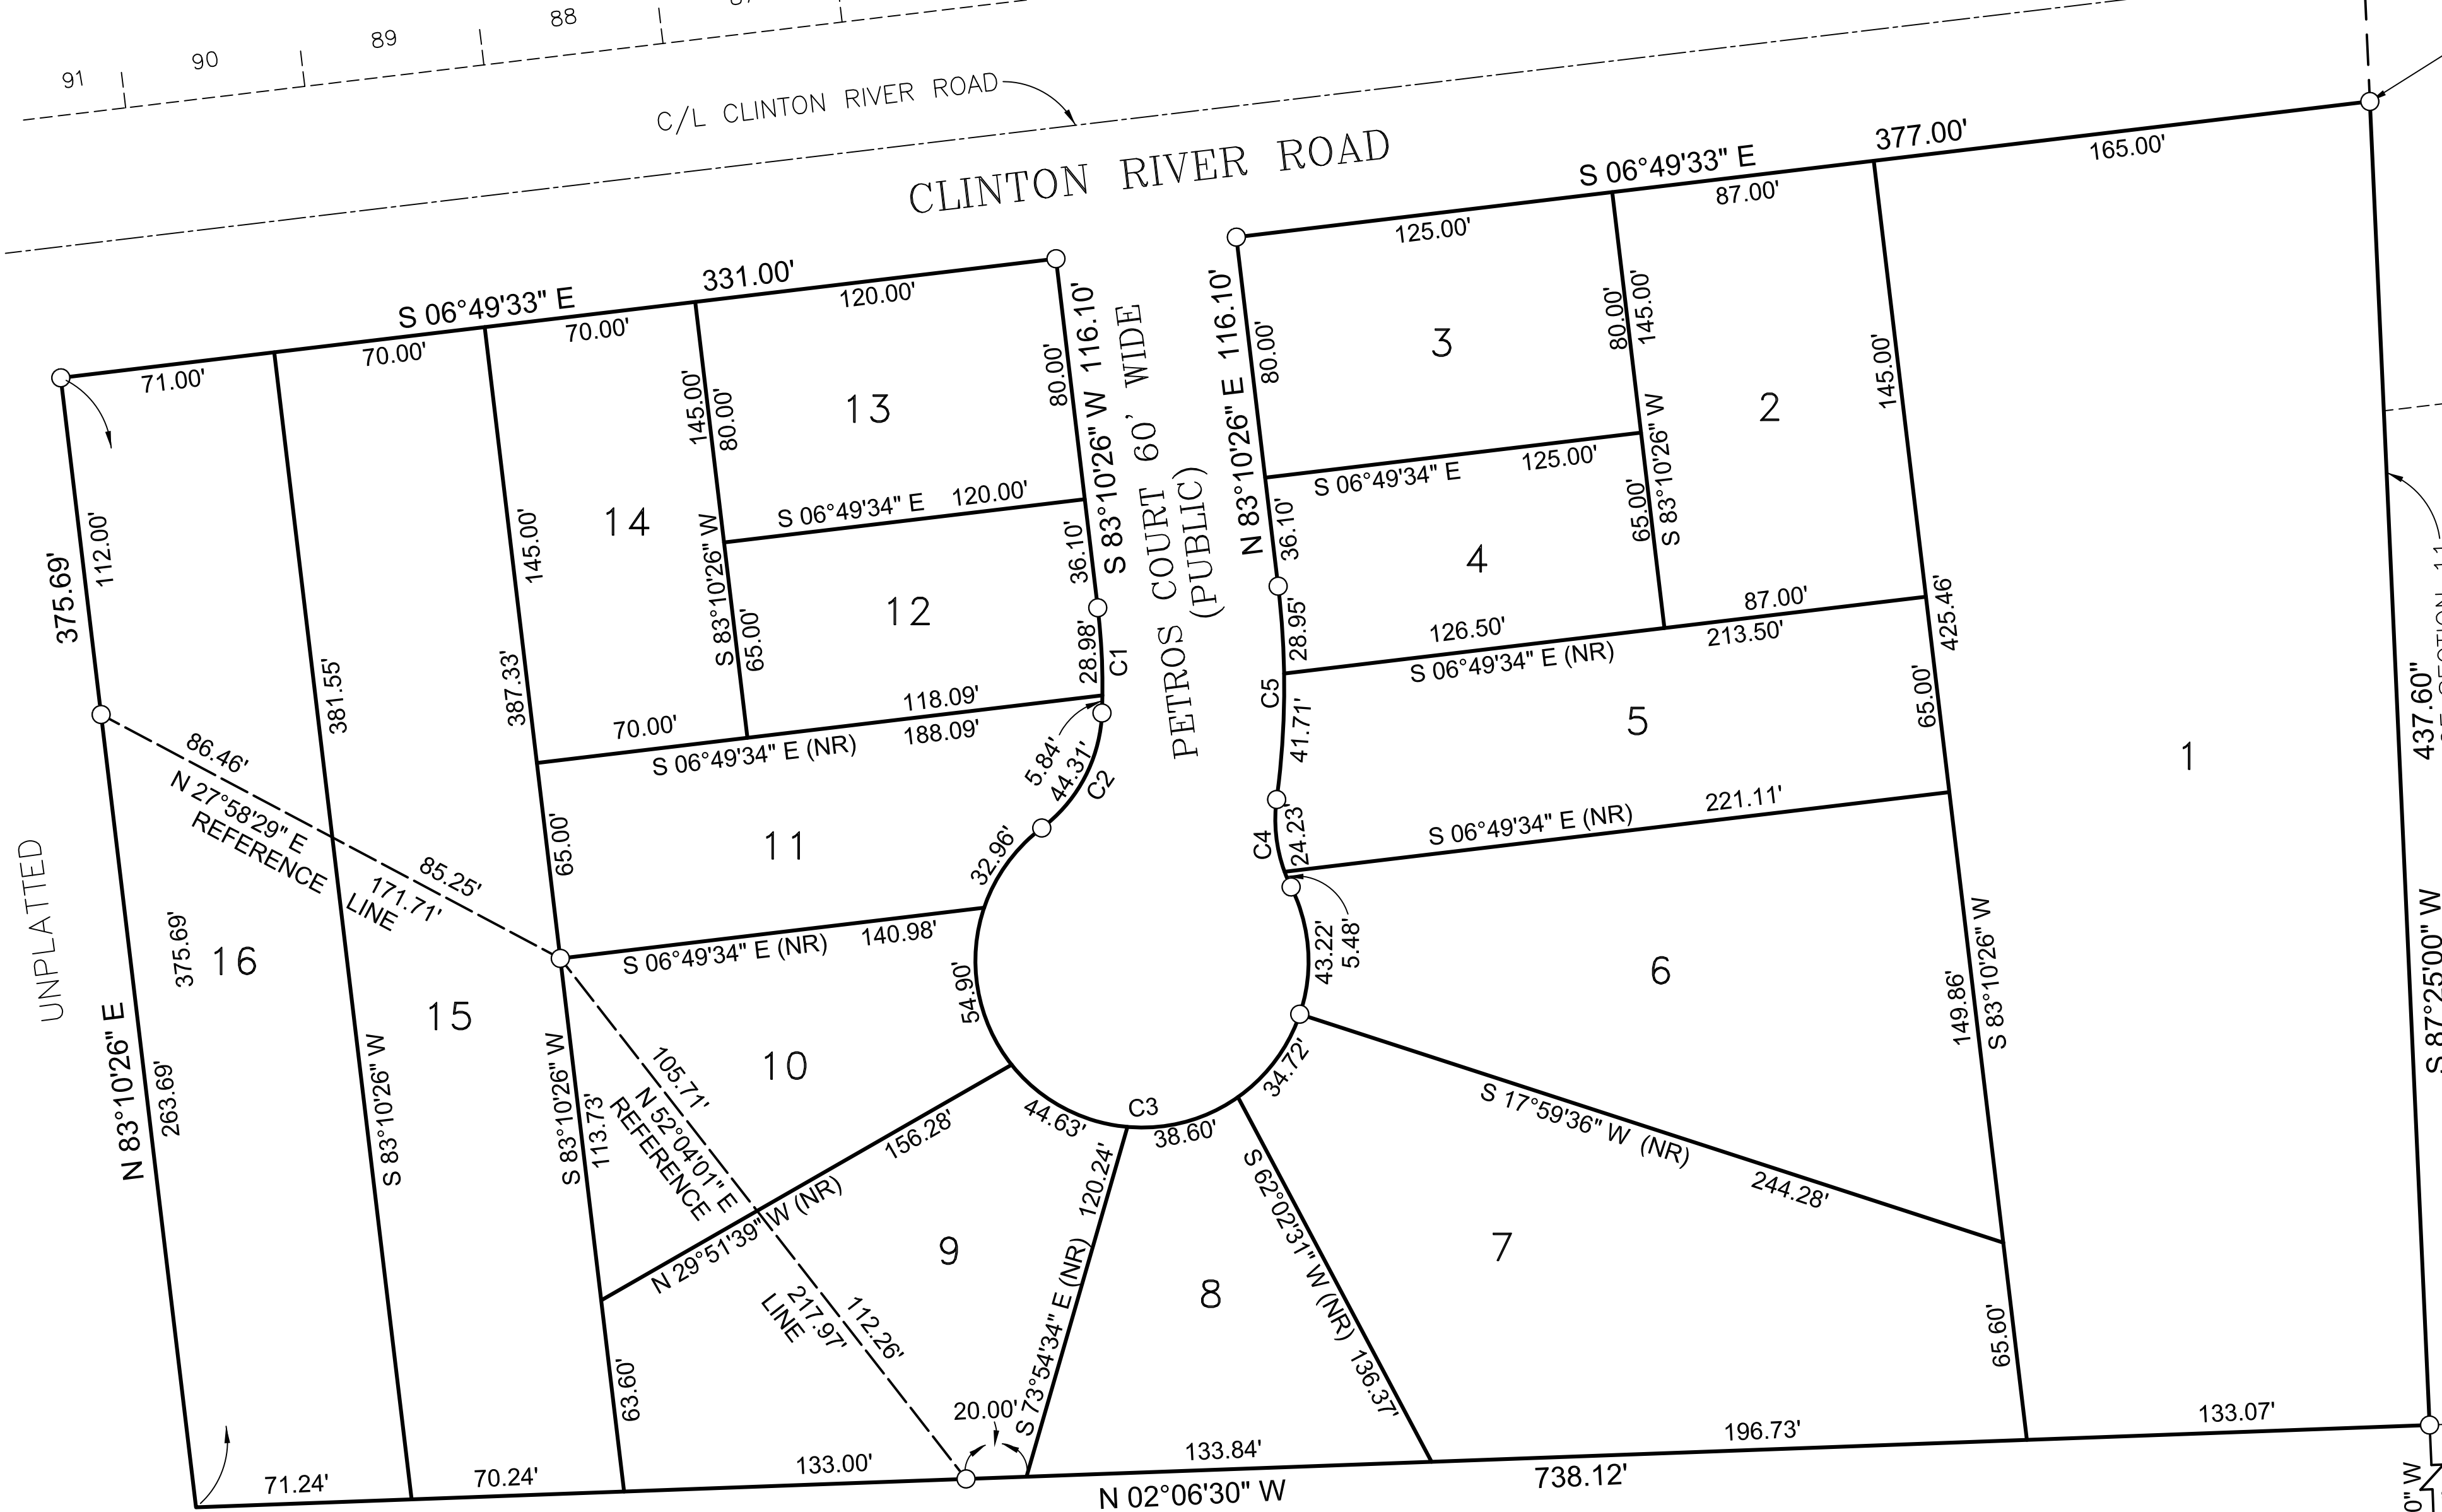 91
90
89
88
C/L CLINTON RIVER ROAD
CLINTON RIVER ROAD
S 06°49'33" E
331.00'
71.00'
70.00'
70.00'
120.00'
S 06°49'33" E
377.00'
125.00'
87.00'
165.00'
375.69'
112.00'
N 83°10'26" E
263.69'
375.69'
UNPLATTED
16
381.55'
S 83°10'26" W
15
387.33'
145.00'
65.00'
S 83°10'26" W
113.73'
63.60'
14
145.00'
80.00'
S 83°10'26" W
65.00'
13
80.00'
S 83°10'26" W 116.10'
S 06°49'34" E
120.00'
12
36.10'
28.98'
C1
118.09'
70.00'
S 06°49'34" E (NR)
188.09'
5.84'
44.31'
C2
11
32.96'
S 06°49'34" E (NR)
140.98'
PETROS COURT 60' WIDE
(PUBLIC)
N 83°10'26" E 116.10'
80.00'
3
80.00'
145.00'
2
145.00'
S 06°49'34" E
125.00'
36.10'
4
65.00'
S 83°10'26" W
28.95'
126.50'
87.00'
S 06°49'34" E (NR)
213.50'
C5
41.71'
5
65.00'
425.46'
S 06°49'34" E (NR)
221.11'
C4
24.23'
43.22'
5.48'
6
149.86'
S 83°10'26" W
1
437.60"
S 87°25'00" W
86.46'
N 27°58'29" E
REFERENCE LINE
85.25'
171.71'
10
54.90'
105.71'
N 52°04'01" E
REFERENCE LINE
217.97'
112.26'
156.28'
N 29°51'39" W (NR)
44.63'
C3
38.60'
34.72'
9
120.24'
S 73°54'34" E (NR)
8
S 62°02'31" W (NR) 136.37'
7
S 17°59'36" W (NR)
244.28'
65.60'
20.00'
71.24'
70.24'
133.00'
133.84'
196.73'
133.07'
N 02°06'30" W
738.12'